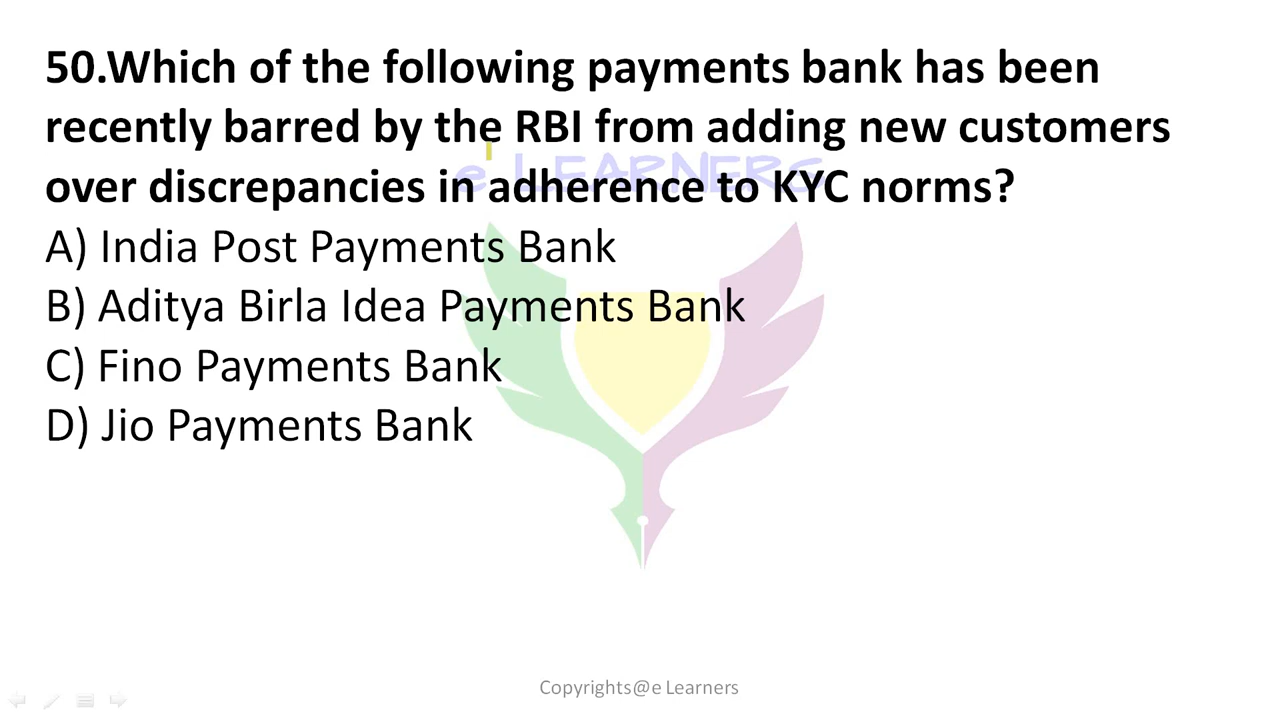 50.Which of the following payments bank has been
recently barred by the RBI from adding new customers
e LEARNERS
over discrepancies in adherence to KYC norms?
A) India Post Payments Bank
B) Aditya Birla Idea Payments Bank
C) Fino Payments Bank
D) Jio Payments Bank
Copyrights@e Learners